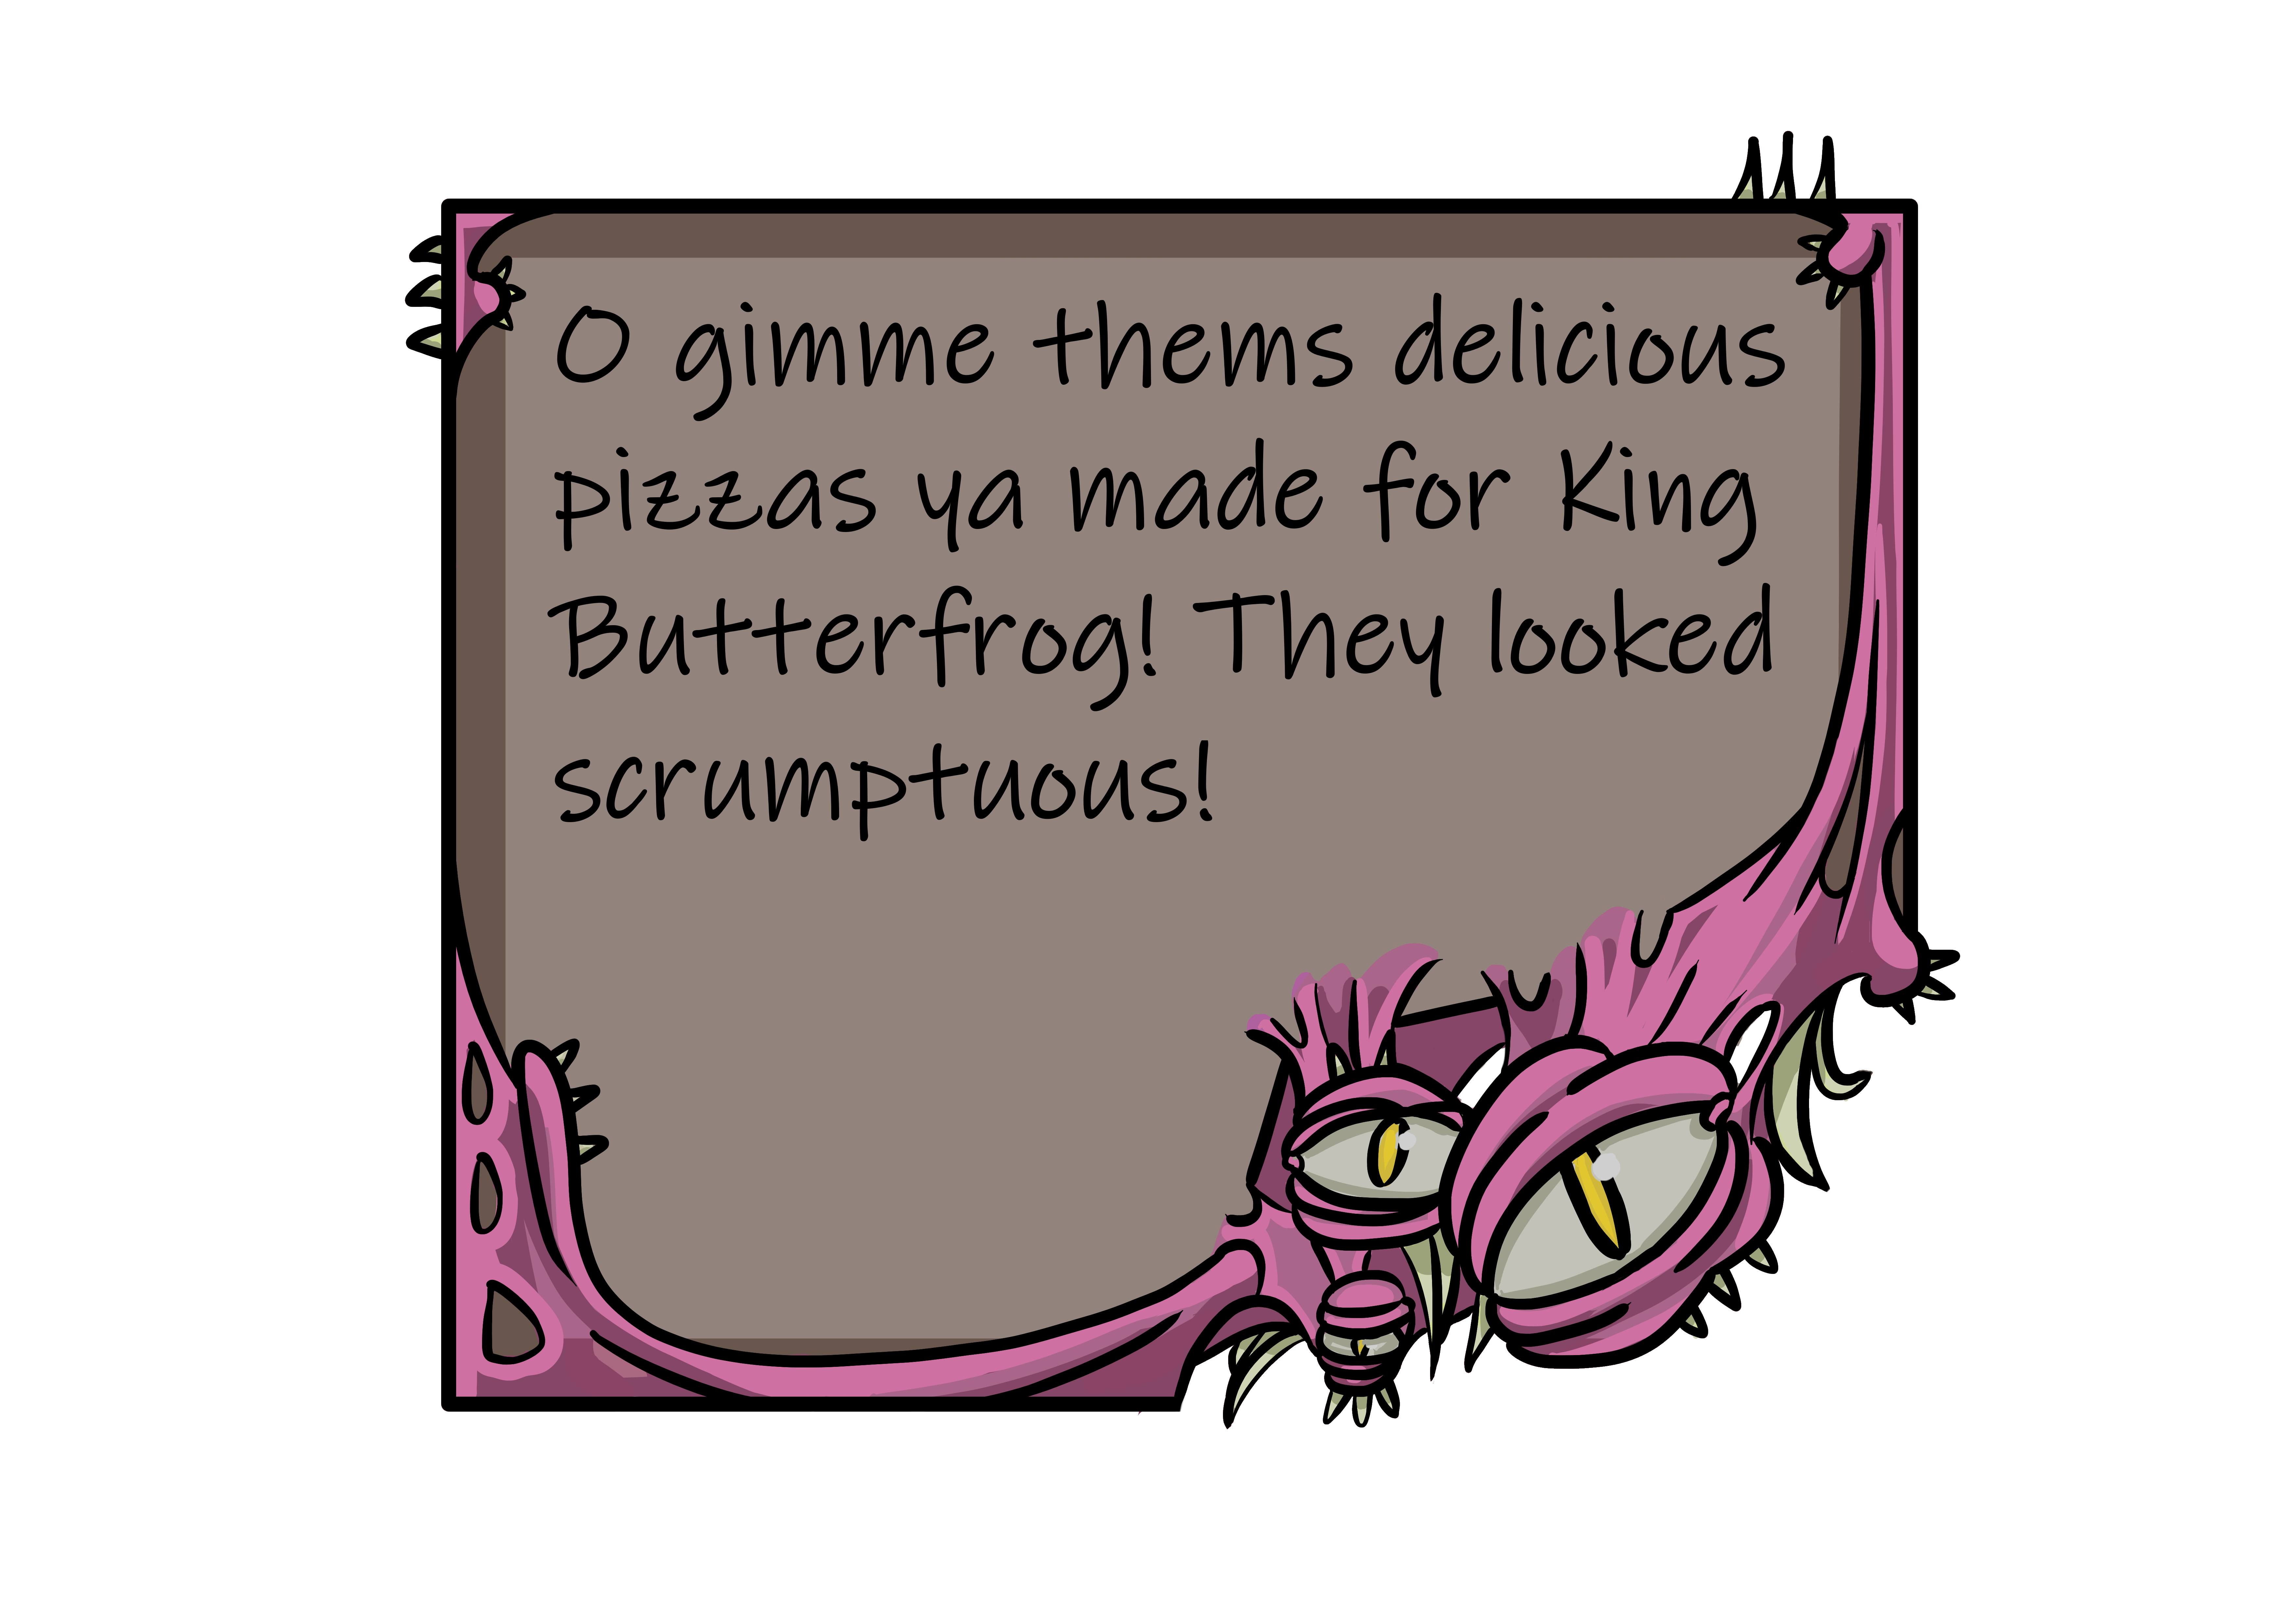 O gimme thems delicious
pizzas ya made for King
Butterfrog! They looked
scrumptuous!